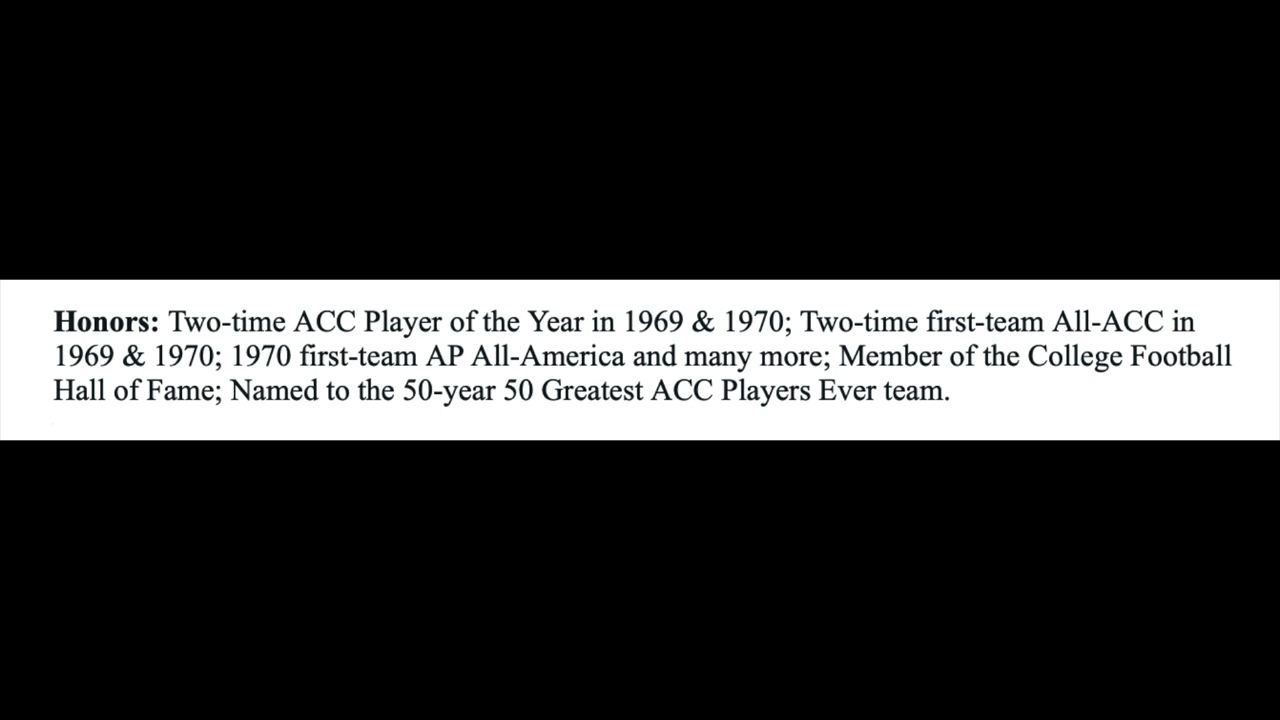 Honors: Two-time ACC Player of the Year in 1969 & 1970; Two-time first-team All-ACC in
1969 & 1970; 1970 first-team AP All-America and many more; Member of the College Football
Hall of Fame; Named to the 50-year 50 Greatest ACC Players Ever team.